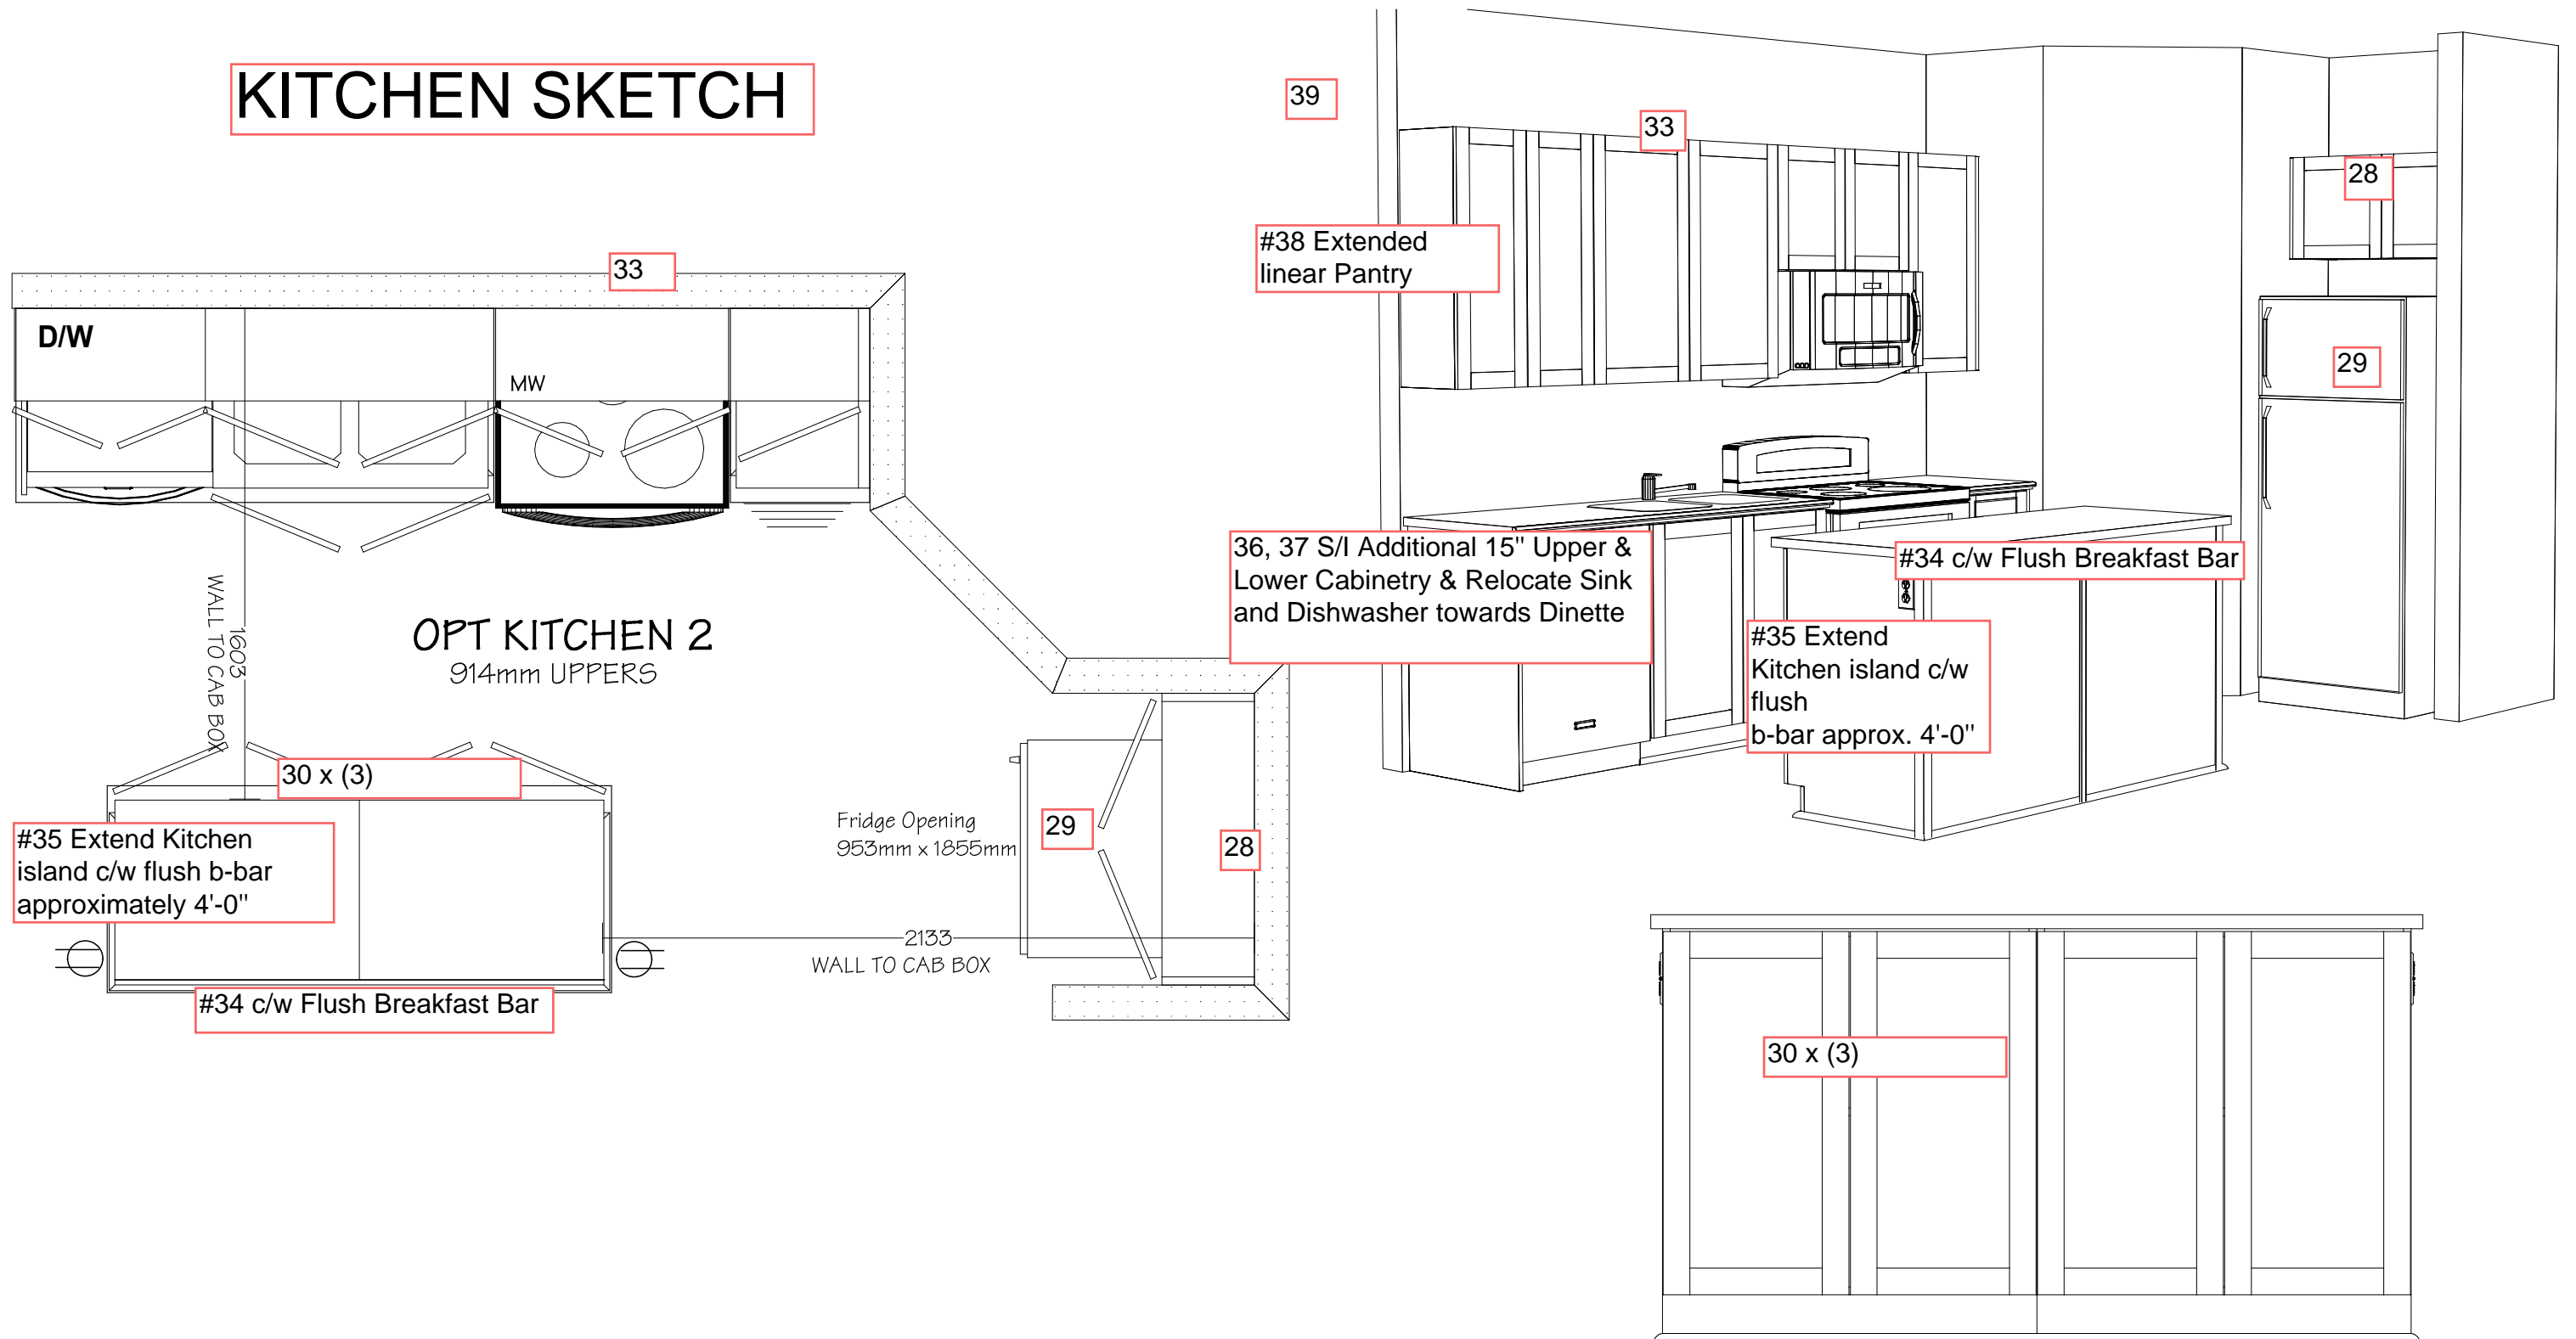 KITCHEN SKETCH
33
D/W
MW
1603
WALL TO CAB BOX
OPT KITCHEN 2
914mm UPPERS
30 x (3)
#35 Extend Kitchen
island c/w flush b-bar
approximately 4'-0"
#34 c/w Flush Breakfast Bar
Fridge Opening
953mm x 1855mm
29
28
2133
WALL TO CAB BOX
39
33
28
#38 Extended
linear Pantry
29
36, 37 S/I Additional 15" Upper &
Lower Cabinetry & Relocate Sink
and Dishwasher towards Dinette
#34 c/w Flush Breakfast Bar
#35 Extend
Kitchen island c/w
flush
b-bar approx. 4'-0"
30 x (3)